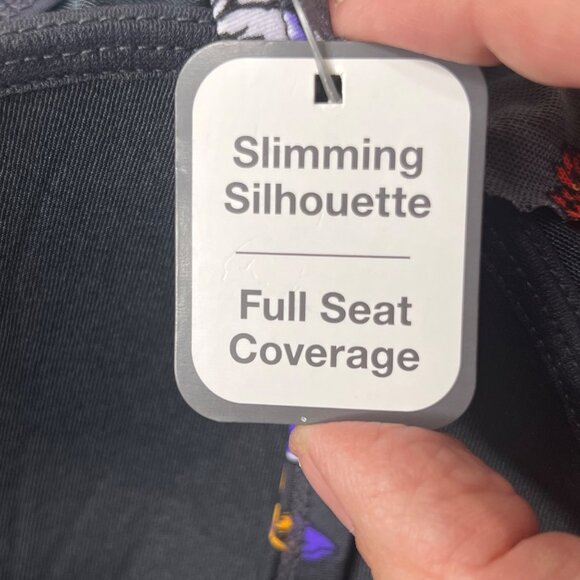 Slimming
Silhouette
Full Seat
Coverage